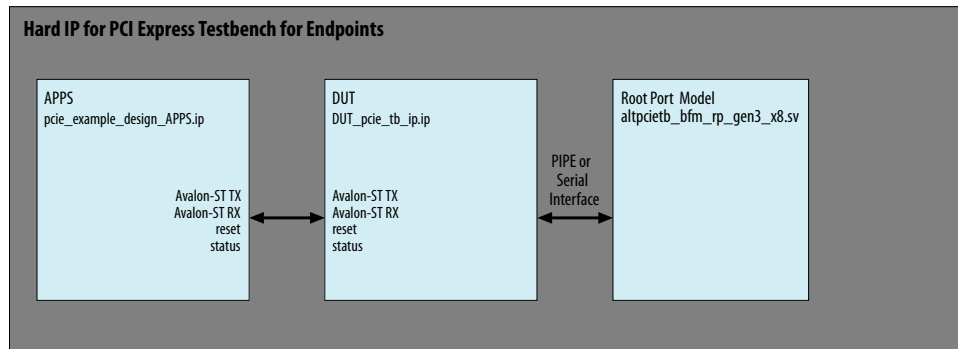 Hard IP for PCI Express Testbench for Endpoints
APPS
pcie_example_design_APPS.ip
Avalon-ST TX
Avalon-ST RX
reset
status
DUT
DUT_pcie_tb_ip.ip
Avalon-ST TX
Avalon-ST RX
reset
status
PIPE or
Serial
Interface
Root Port Model
altpcietb_bfm_rp_gen3_x8.sv